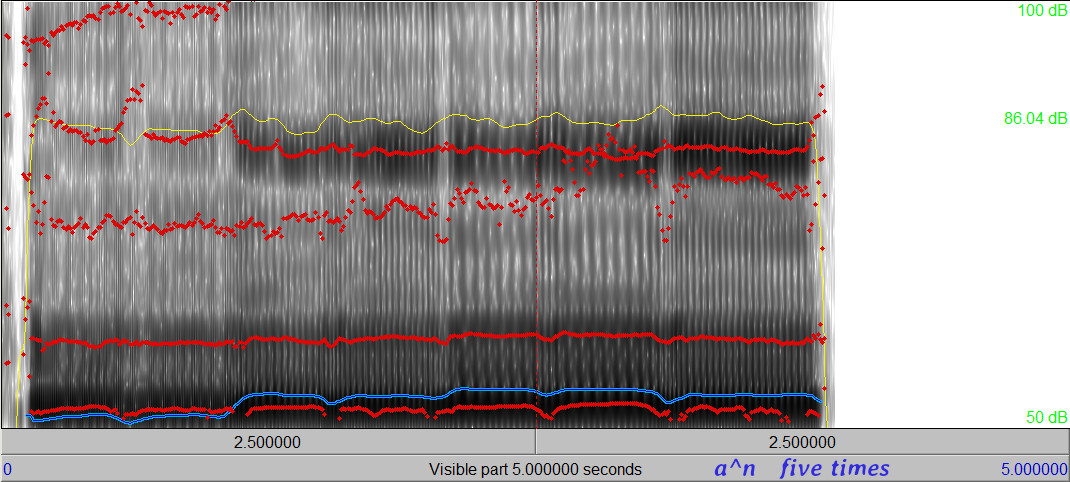 100 dB
86.04 dB
50 dB
2.500000 2.500000
0 Visible part 5.000000 seconds a^n five times 5.000000